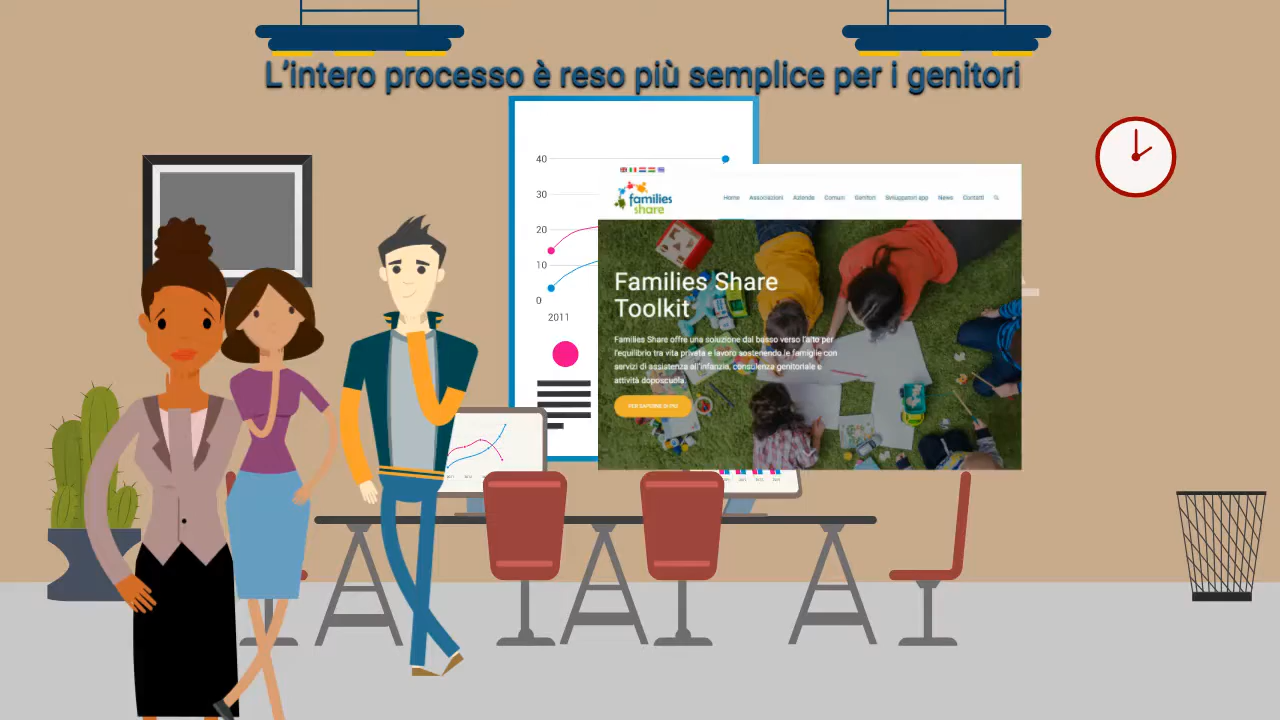 L'intero processo è reso più semplice per i genitori
40
30
20
10
0
2011
families
share
Home Associazioni Aziende Comuni Genitori Sviluppatori app News Contatti
Families Share
Toolkit
Families Share offre una soluzione dal basso verso l'alto per
l'equilibrio tra vita privata e lavoro sostenendo le famiglie con
servizi di assistenza all'infanzia, consulenza genitoriale e
attività doposcuola.
PER SAPERNE DI PIÙ